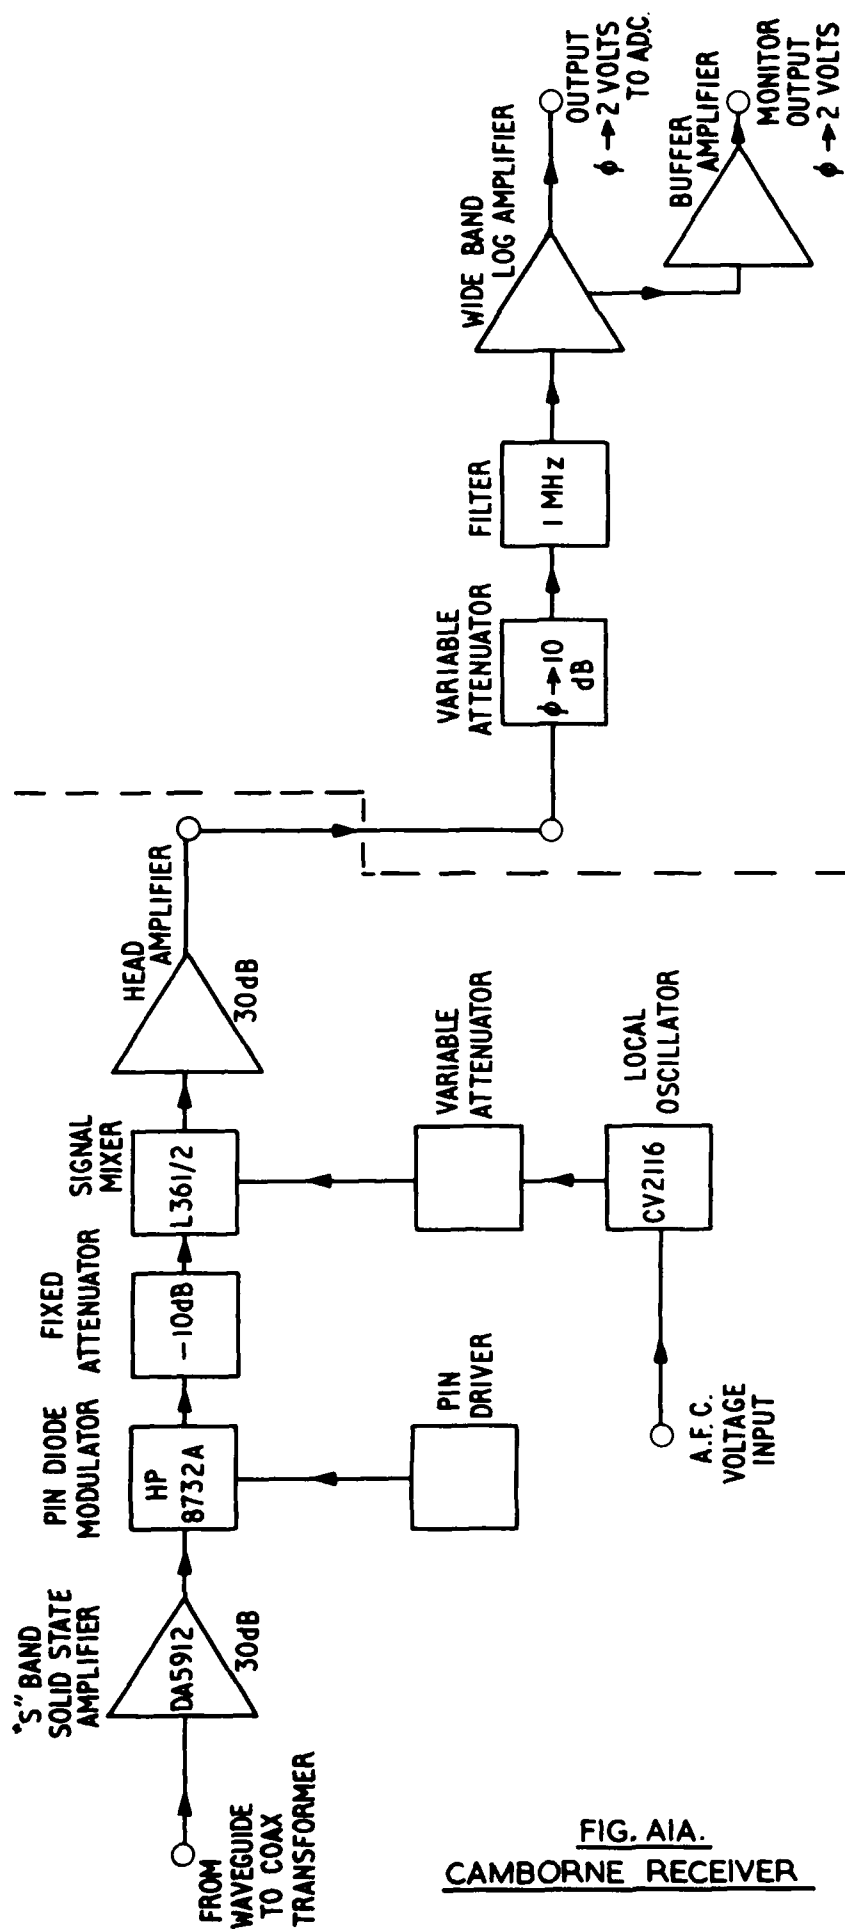 FROM
WAVEGUIDE
TO COAX
TRANSFORMER
"S" BAND
SOLID STATE
AMPLIFIER
DA5912
30dB
PIN DIODE
MODULATOR
HP
8732A
PIN
DRIVER
FIXED
ATTENUATOR
-10dB
SIGNAL
MIXER
L361/2
VARIABLE
ATTENUATOR
LOCAL
OSCILLATOR
CV2116
A.F.C.
VOLTAGE
INPUT
HEAD
AMPLIFIER
30dB
VARIABLE
ATTENUATOR
ϕ → 10
dB
FILTER
1 MHz
WIDE BAND
LOG AMPLIFIER
OUTPUT
ϕ → 2 VOLTS
TO A.D.C.
BUFFER
AMPLIFIER
MONITOR
OUTPUT
ϕ → 2 VOLTS
FIG. A1A.
CAMBORNE RECEIVER